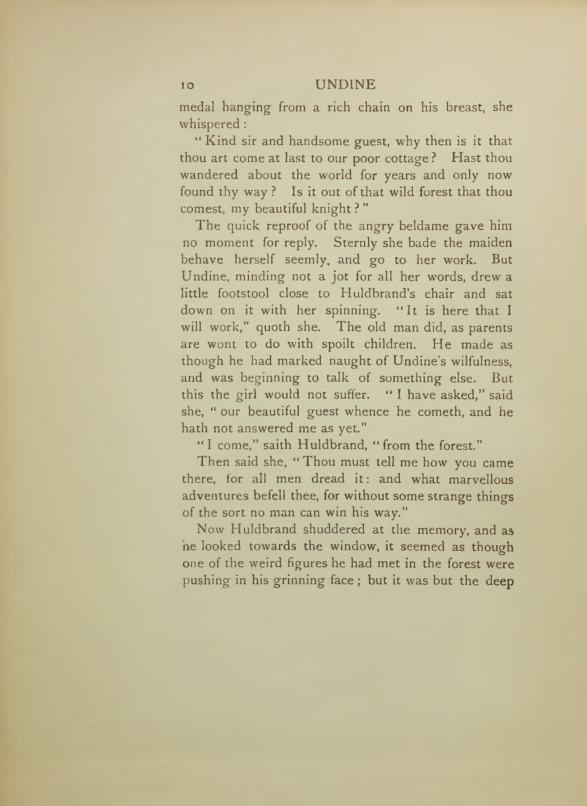 10 UNDINE
medal hanging from a rich chain on his breast, she
whispered :
" Kind sir and handsome guest, why then is it that
thou art come at last to our poor cottage ? Hast thou
wandered about the world for years and only now
found thy way ? Is it out of that wild forest that thou
comest, my beautiful knight ? "
The quick reproof of the angry beldame gave him
no moment for reply. Sternly she bade the maiden
behave herself seemly, and go to her work. But
Undine, minding not a jot for all her words, drew a
little footstool close to Huldbrand's chair and sat
down on it with her spinning. " It is here that I
will work," quoth she. The old man did, as parents
are wont to do with spoilt children. He made as
though he had marked naught of Undine's wilfulness,
and was beginning to talk of something else. But
this the girl would not suffer. " I have asked," said
she, " our beautiful guest whence he cometh, and he
hath not answered me as yet."
" I come," saith Huldbrand, " from the forest."
Then said she, " Thou must tell me how you came
there, for all men dread it : and what marvellous
adventures befell thee, for without some strange things
of the sort no man can win his way."
Now Huldbrand shuddered at the memory, and as
he looked towards the window, it seemed as though
one of the weird figures he had met in the forest were
pushing in his grinning face ; but it was but the deep